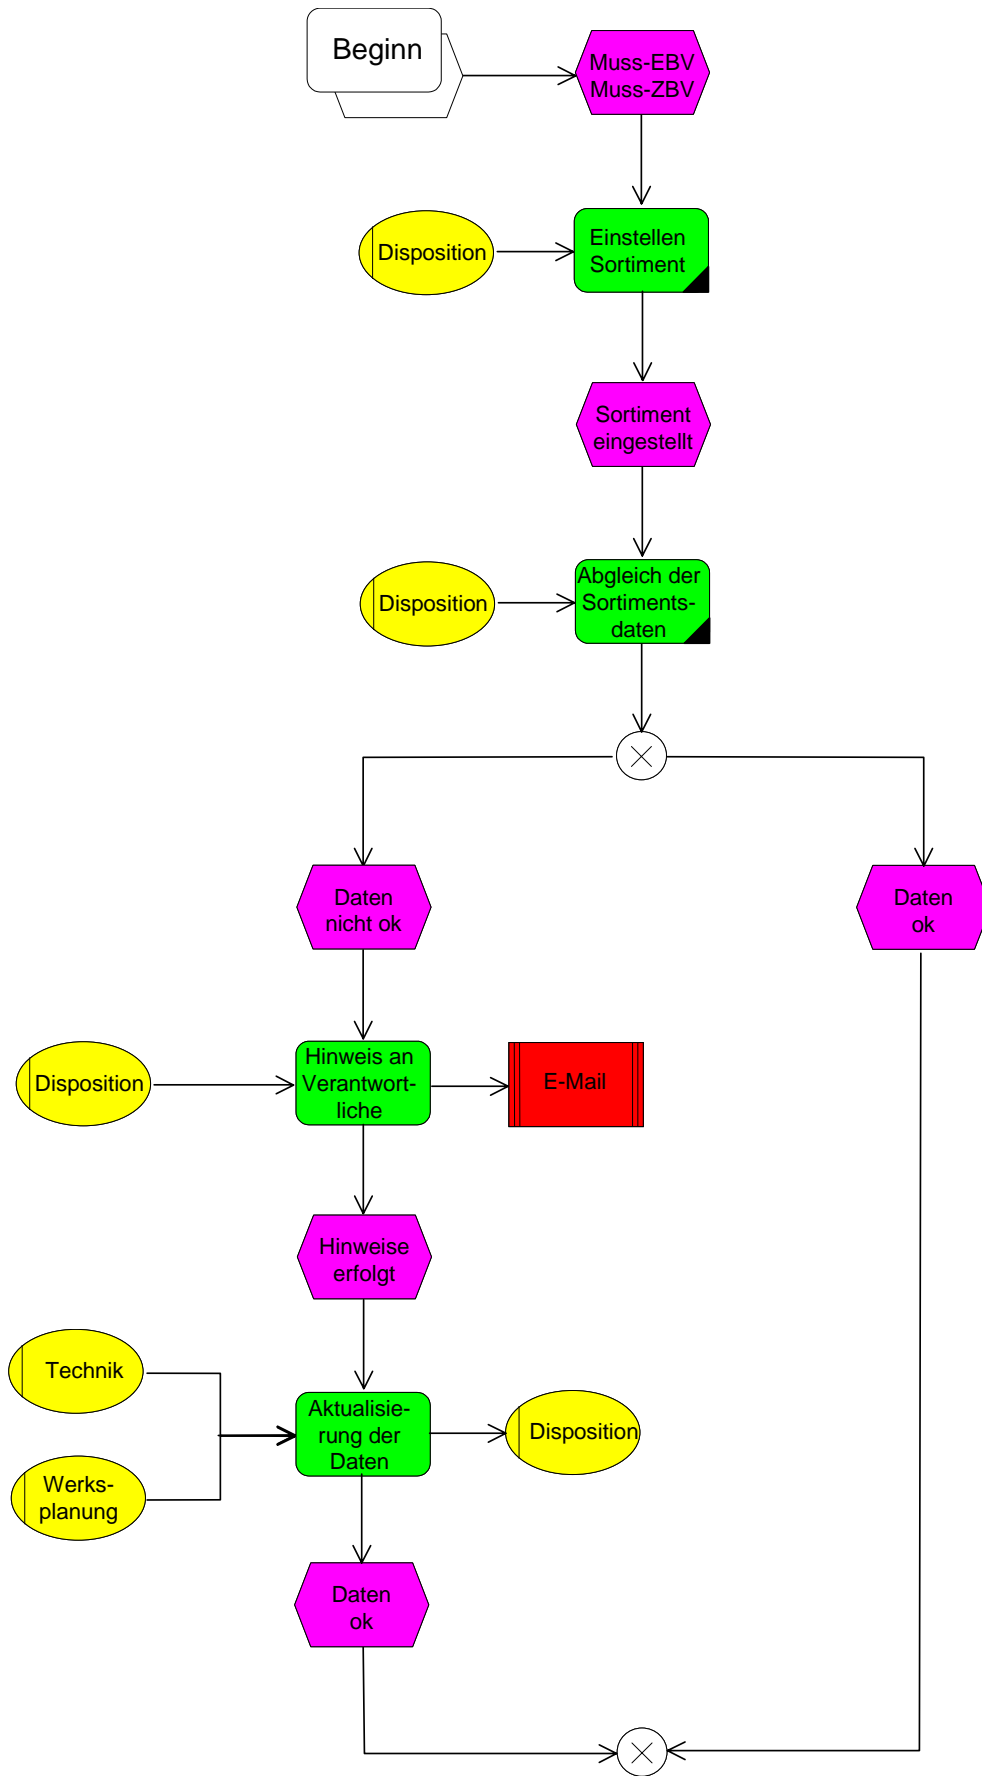 Beginn
Muss-EBV
Muss-ZBV
Disposition
Einstellen
Sortiment
Sortiment
eingestellt
Disposition
Abgleich der
Sortiments-
daten
Daten
nicht ok
Daten
ok
Disposition
Hinweis an
Verantwort-
liche
E-Mail
Hinweise
erfolgt
Technik
Werks-
planung
Aktualisie-
rung der
Daten
Disposition
Daten
ok